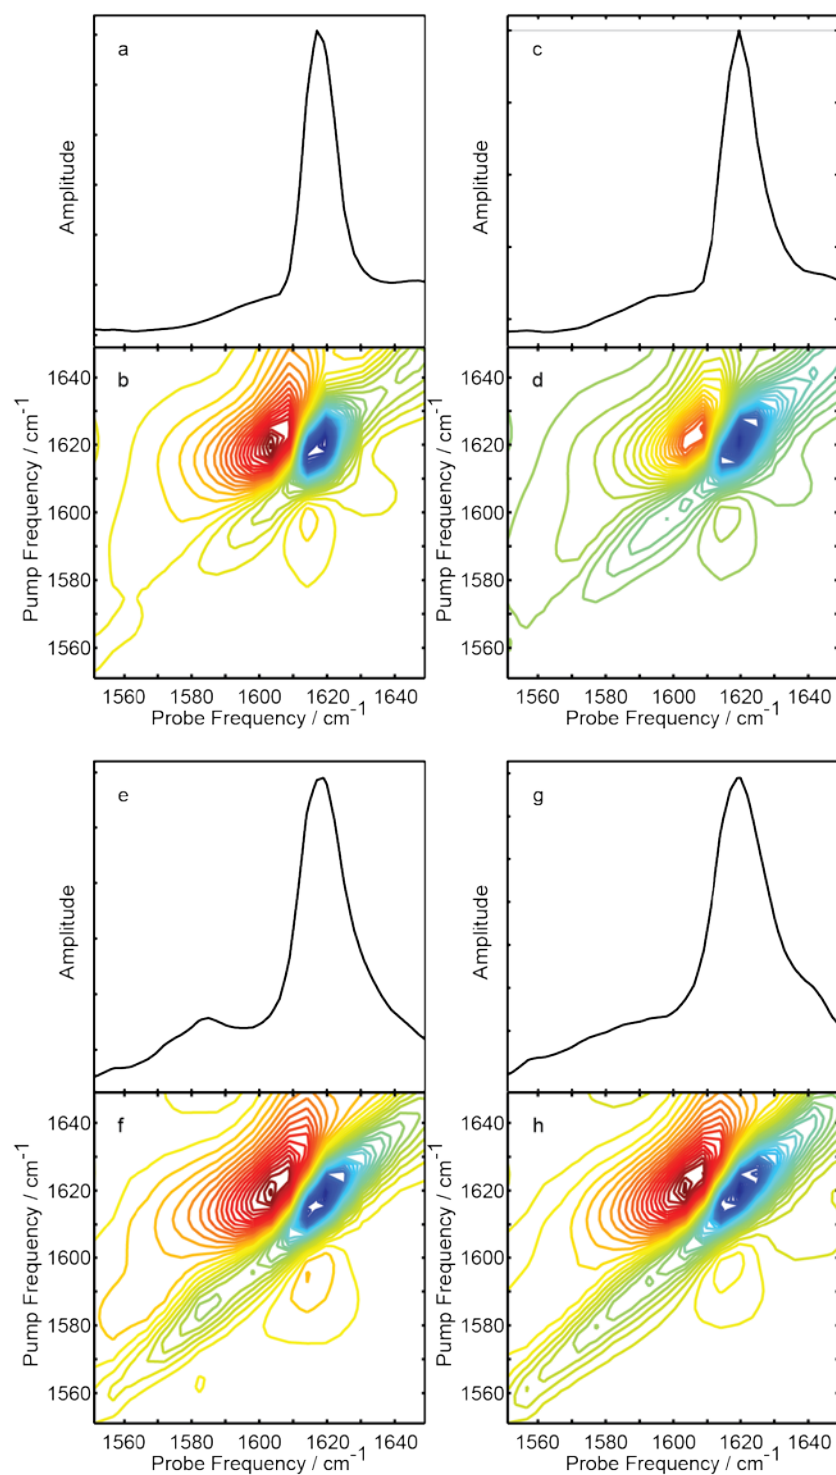 a
c
Amplitude
Amplitude
b
d
1640
1620
1600
1580
1560
Pump Frequency / cm⁻¹
1640
1620
1600
1580
1560
Pump Frequency / cm⁻¹
1560 1580 1600 1620 1640
1560 1580 1600 1620 1640
Probe Frequency / cm⁻¹
Probe Frequency / cm⁻¹
e
g
Amplitude
Amplitude
f
h
1640
1620
1600
1580
1560
Pump Frequency / cm⁻¹
1640
1620
1600
1580
1560
Pump Frequency / cm⁻¹
1560 1580 1600 1620 1640
1560 1580 1600 1620 1640
Probe Frequency / cm⁻¹
Probe Frequency / cm⁻¹